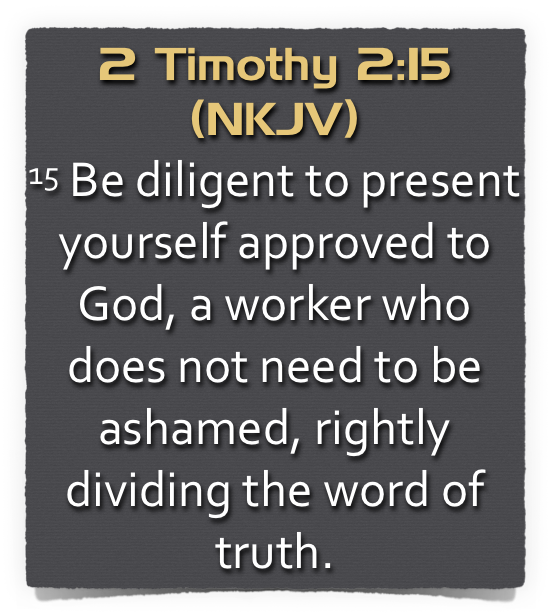 2 Timothy 2:15
(NKJV)
15 Be diligent to present
yourself approved to
God, a worker who
does not need to be
ashamed, rightly
dividing the word of
truth.